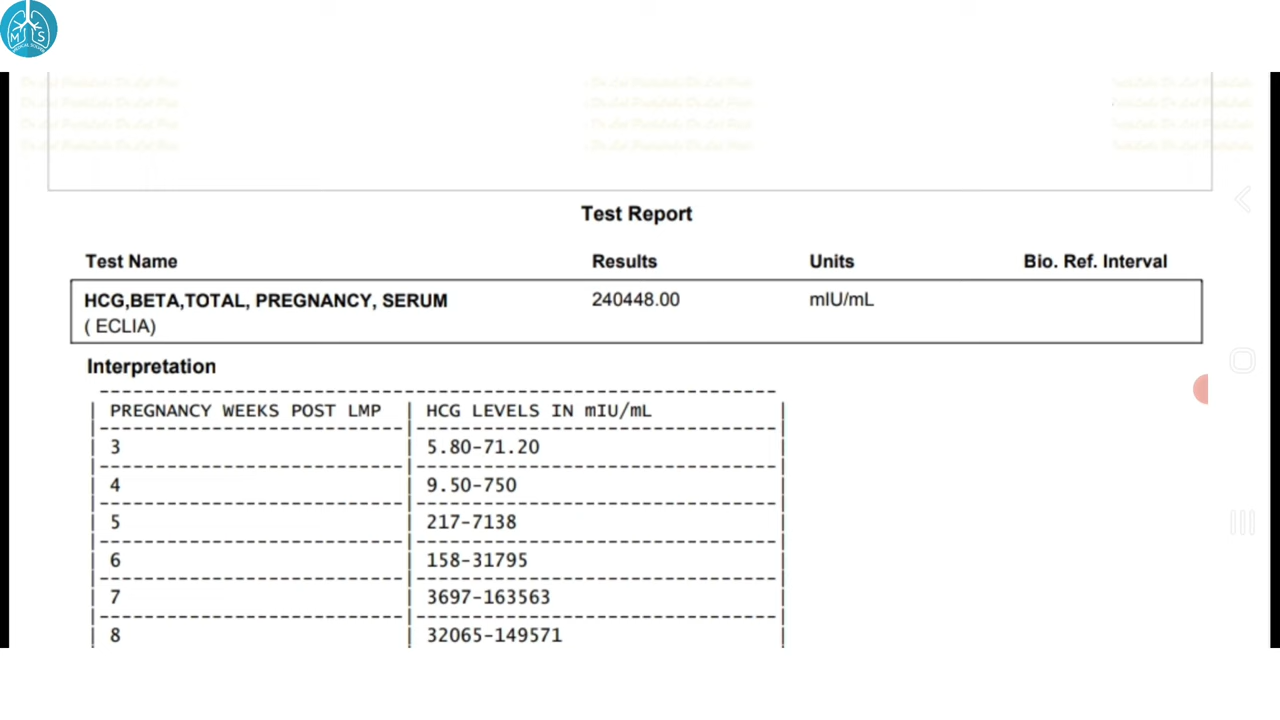 M S
MEDICAL SQUARE
Test Report
Test Name Results Units Bio. Ref. Interval
HCG,BETA,TOTAL, PREGNANCY, SERUM 240448.00 mIU/mL
( ECLIA)
Interpretation
PREGNANCY WEEKS POST LMP | HCG LEVELS IN mIU/mL
3 | 5.80-71.20
4 | 9.50-750
5 | 217-7138
6 | 158-31795
7 | 3697-163563
8 | 32065-149571